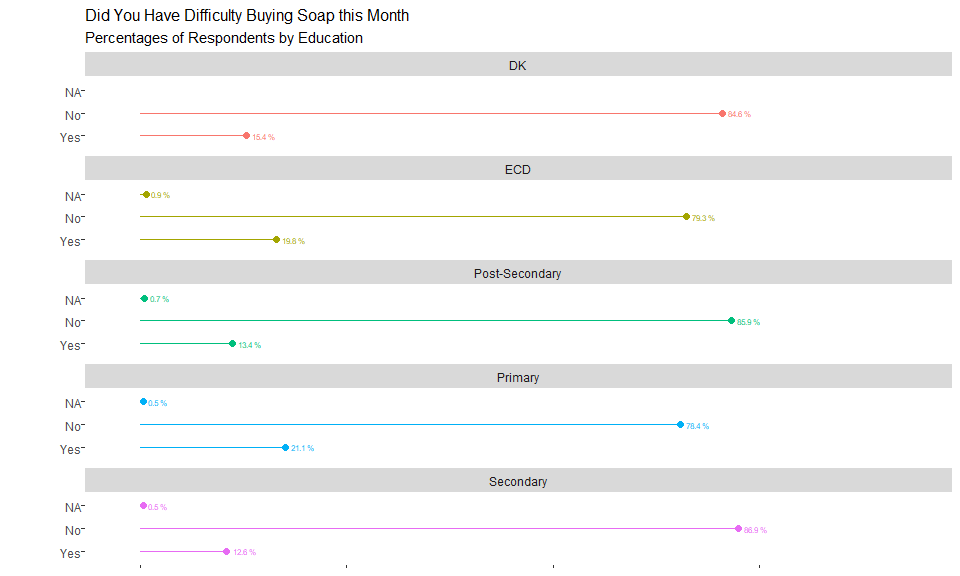 Did You Have Difficulty Buying Soap this Month
Percentages of Respondents by Education
DK
NA
No 84.6 %
Yes 15.4 %
ECD
NA 0.9 %
No 79.3 %
Yes 19.8 %
Post-Secondary
NA 0.7 %
No 85.9 %
Yes 13.4 %
Primary
NA 0.5 %
No 78.4 %
Yes 21.1 %
Secondary
NA 0.5 %
No 86.9 %
Yes 12.6 %